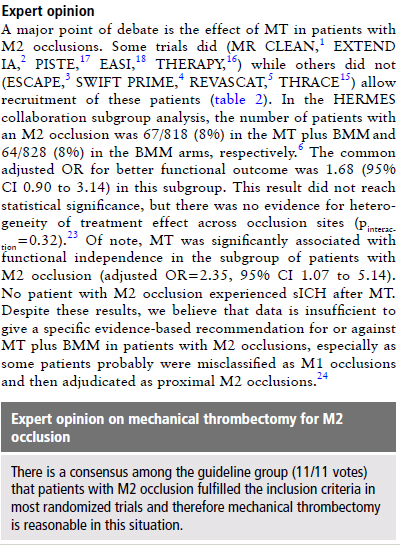 Expert opinion
A major point of debate is the effect of MT in patients with
M2 occlusions. Some trials did (MR CLEAN,1 EXTEND
IA,2 PISTE,17 EASI,18 THERAPY,16) while others did not
(ESCAPE,3 SWIFT PRIME,4 REVASCAT,5 THRACE15) allow
recruitment of these patients (table 2). In the HERMES
collaboration subgroup analysis, the number of patients with
an M2 occlusion was 67/818 (8%) in the MT plus BMM and
64/828 (8%) in the BMM arms, respectively.6 The common
adjusted OR for better functional outcome was 1.68 (95%
CI 0.90 to 3.14) in this subgroup. This result did not reach
statistical significance, but there was no evidence for hetero-
geneity of treatment effect across occlusion sites (pinterac-
tion=0.32).23 Of note, MT was significantly associated with
functional independence in the subgroup of patients with
M2 occlusion (adjusted OR=2.35, 95% CI 1.07 to 5.14).
No patient with M2 occlusion experienced sICH after MT.
Despite these results, we believe that data is insufficient to
give a specific evidence-based recommendation for or against
MT plus BMM in patients with M2 occlusions, especially as
some patients probably were misclassified as M1 occlusions
and then adjudicated as proximal M2 occlusions.24
Expert opinion on mechanical thrombectomy for M2
occlusion
There is a consensus among the guideline group (11/11 votes)
that patients with M2 occlusion fulfilled the inclusion criteria in
most randomized trials and therefore mechanical thrombectomy
is reasonable in this situation.